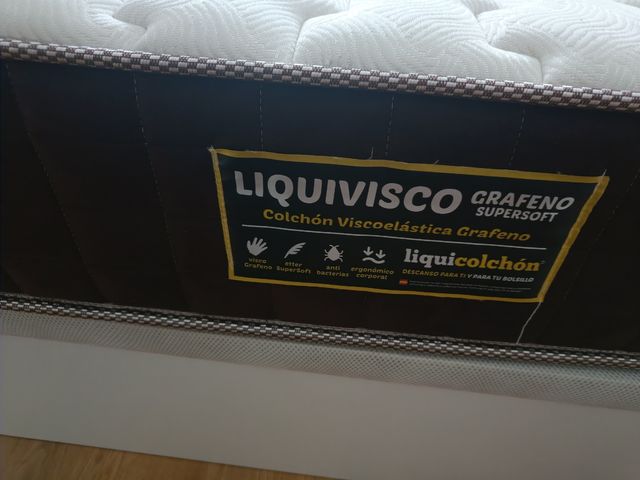 LIQUIVISCO GRAFENO
SUPERSOFT
Colchón Viscoelástica Grafeno
visco Grafeno
etter SuperSoft
anti bacterias
ergonómico corporal
liquicolchón
DESCANSO PARA TI Y PARA TU BOLSILLO